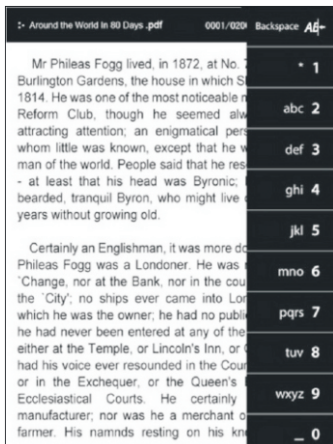 :- Around the World In 80 Days .pdf 0001/020
Mr Phileas Fogg lived, in 1872, at No. 7
Burlington Gardens, the house in which S
1814. He was one of the most noticeable
Reform Club, though he seemed alw
attracting attention; an enigmatical pers
whom little was known, except that he w
man of the world. People said that he res
- at least that his head was Byronic;
bearded, tranquil Byron, who might live
years without growing old.
Certainly an Englishman, it was more do
Phileas Fogg was a Londoner. He was
`Change, nor at the Bank, nor in the cou
the `City'; no ships ever came into Lon
which he was the owner; he had no publi
he had never been entered at any of the
either at the Temple, or Lincoln's Inn, or
had his voice ever resounded in the Cour
or in the Exchequer, or the Queen's
Ecclesiastical Courts. He certainly
manufacturer; nor was he a merchant o
farmer. His namnds resting on his kn
Backspace AB
* 1
abc 2
def 3
ghi 4
jkl 5
mno 6
pqrs 7
tuv 8
wxyz 9
_ 0